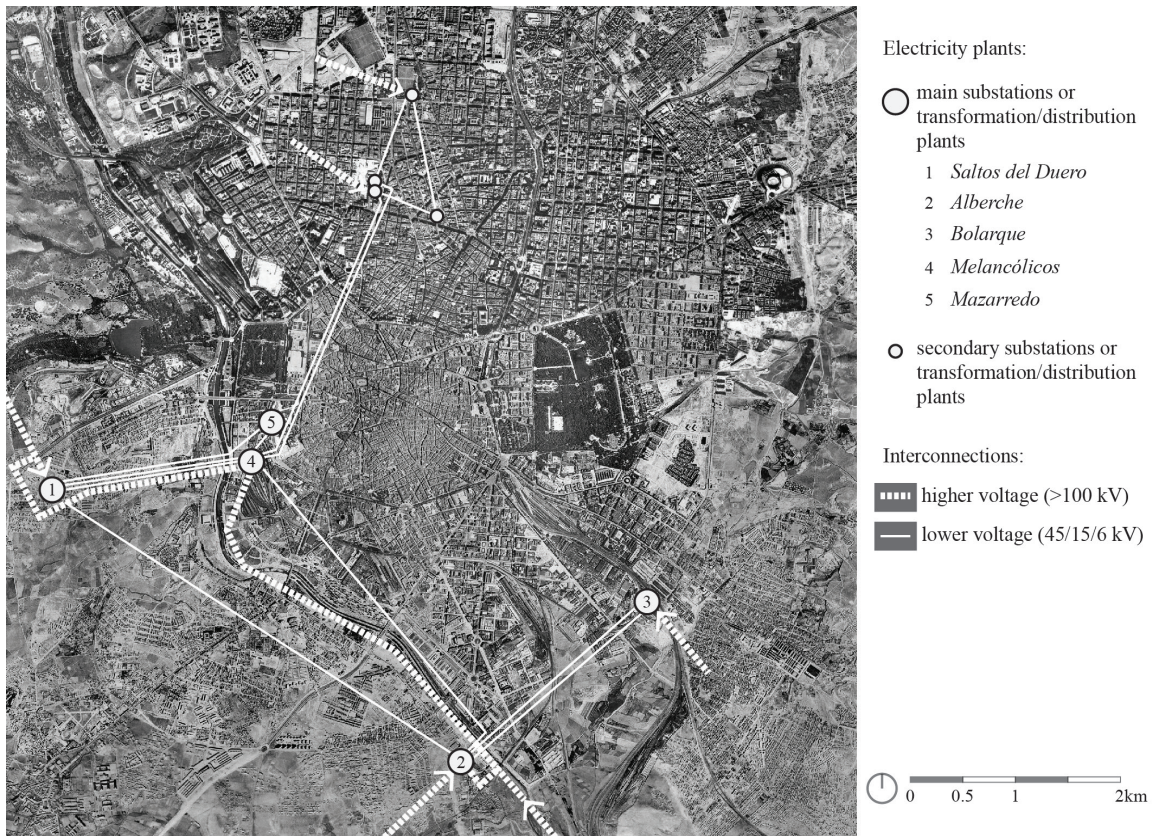 Electricity plants:
main substations or
transformation/distribution
plants
1 Saltos del Duero
2 Alberche
3 Bolarque
4 Melancólicos
5 Mazarredo
secondary substations or
transformation/distribution
plants
Interconnections:
higher voltage (>100 kV)
lower voltage (45/15/6 kV)
0 0.5 1 2km
5
4
1
3
2